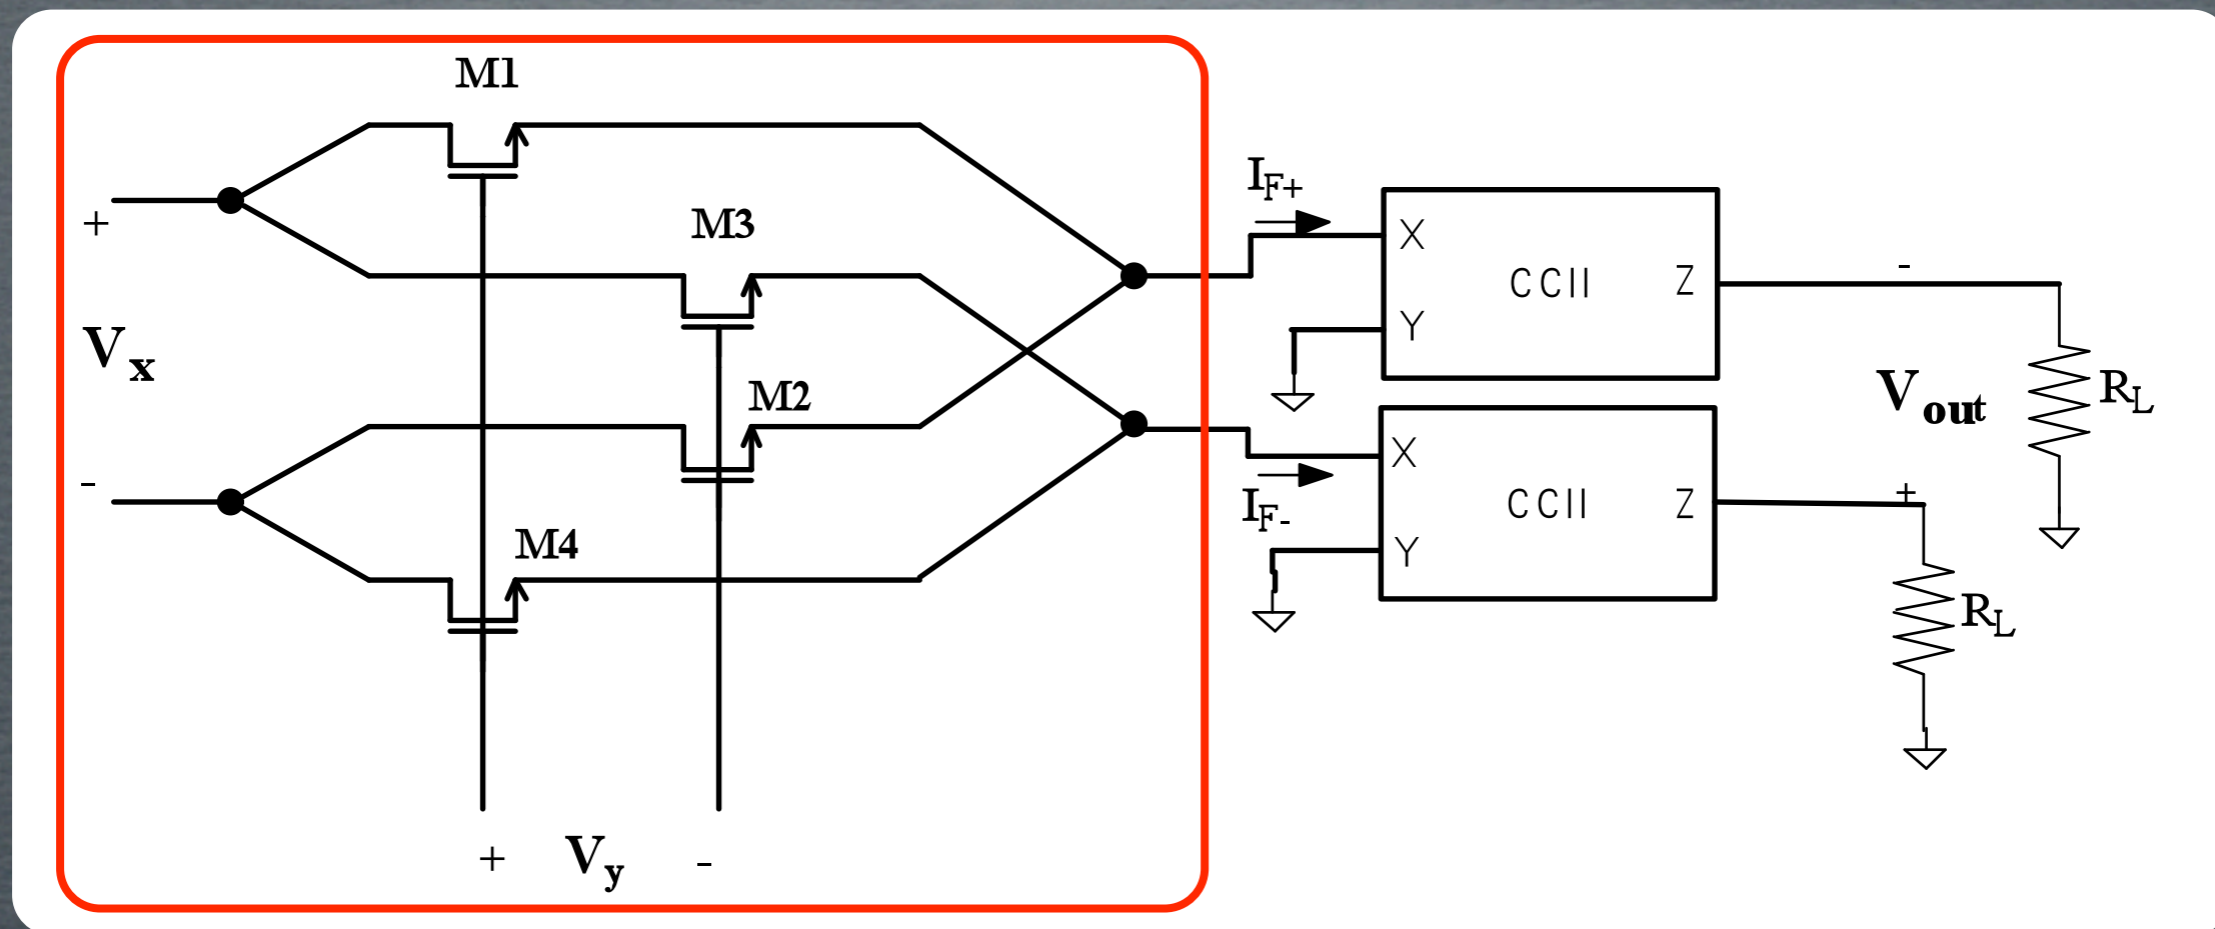 M1
+
M3
Vx
M2
-
M4
+ Vy -
IF+
X
CCII
Z
Y
-
Vout
RL
IF-
X
CCII
Z
Y
+
RL